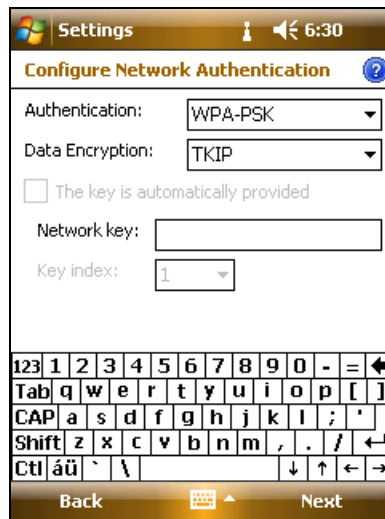 Settings 6:30
Configure Network Authentication ?
Authentication: WPA-PSK
Data Encryption: TKIP
The key is automatically provided
Network key:
Key index: 1
123 1 2 3 4 5 6 7 8 9 0 - = ←
Tab q w e r t y u i o p [ ]
CAP a s d f g h j k l ; '
Shift z x c v b n m , . / ↵
Ctl áü ` \ ↓ ↑ ← →
Back Next